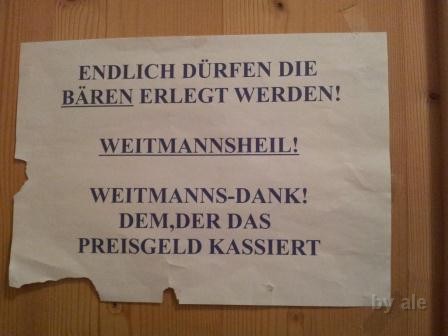 ENDLICH DÜRFEN DIE
BÄREN ERLEGT WERDEN!
WEITMANNSHEIL!
WEITMANNS-DANK!
DEM,DER DAS
PREISGELD KASSIERT
by ale